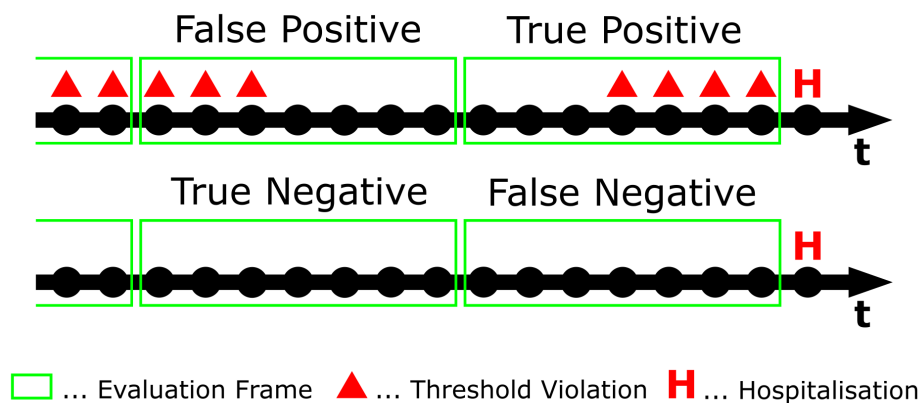 False Positive True Positive
H
t
True Negative False Negative
H
t
... Evaluation Frame ... Threshold Violation H ... Hospitalisation